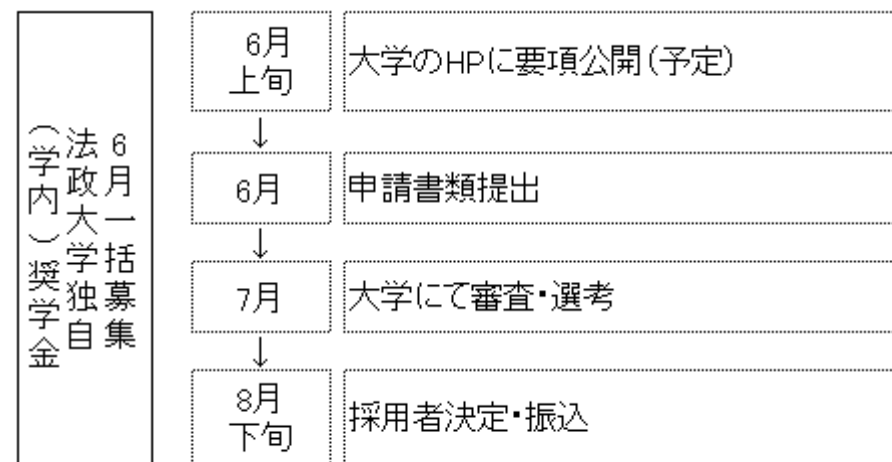 6月一括募集
法政大学独自
（学内）奨学金
6月
上旬
大学のHPに要項公開（予定）
↓
6月
申請書類提出
↓
7月
大学にて審査・選考
↓
8月
下旬
採用者決定・振込